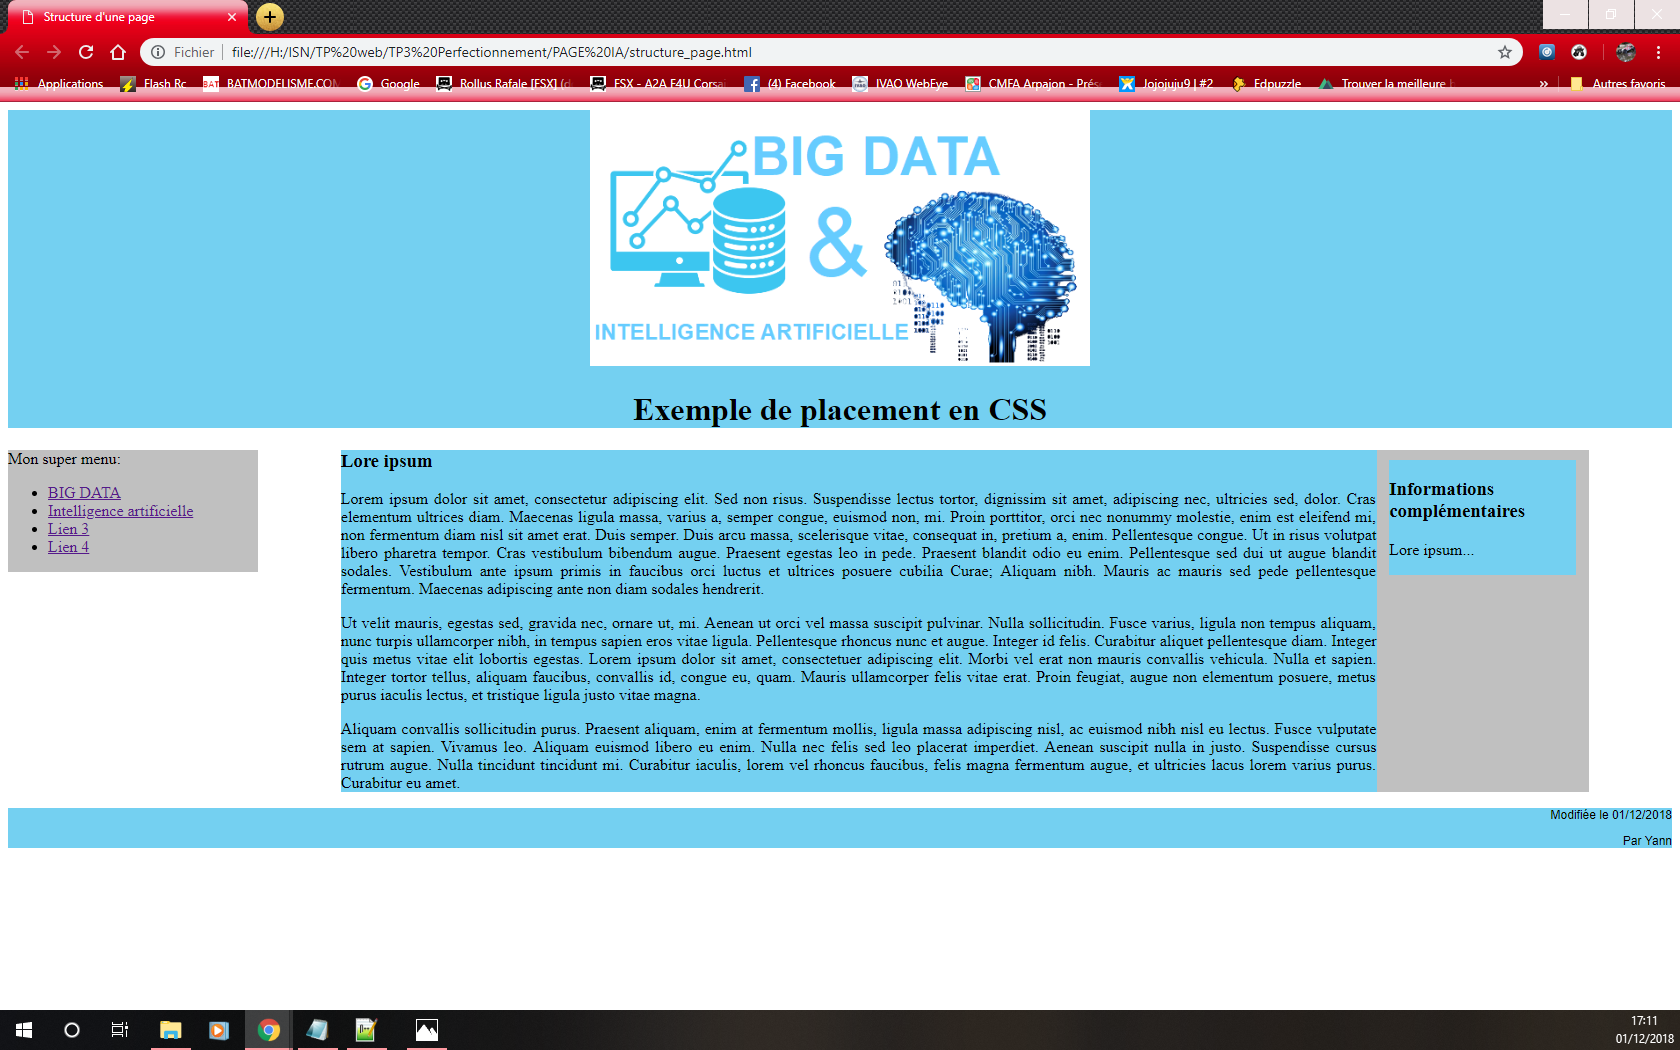 Structure d'une page
Fichier
file:///H:/ISN/TP%20web/TP3%20Perfectionnement/PAGE%20IA/structure_page.html
Applications
Flash Rc
BATMODELISME.COM
Google
Rollus Rafale [FSX] (d
FSX - A2A F4U Corsai
(4) Facebook
IVAO WebEye
CMFA Arpajon - Prés
Jojojuju9 | #2
Edpuzzle
Trouver la meilleure
»
Autres favoris
BIG DATA
&
INTELLIGENCE ARTIFICIELLE
Exemple de placement en CSS
Mon super menu:
BIG DATA
Intelligence artificielle
Lien 3
Lien 4
Lore ipsum
Lorem ipsum dolor sit amet, consectetur adipiscing elit. Sed non risus. Suspendisse lectus tortor, dignissim sit amet, adipiscing nec, ultricies sed, dolor. Cras
elementum ultrices diam. Maecenas ligula massa, varius a, semper congue, euismod non, mi. Proin porttitor, orci nec nonummy molestie, enim est eleifend mi,
non fermentum diam nisl sit amet erat. Duis semper. Duis arcu massa, scelerisque vitae, consequat in, pretium a, enim. Pellentesque congue. Ut in risus volutpat
libero pharetra tempor. Cras vestibulum bibendum augue. Praesent egestas leo in pede. Praesent blandit odio eu enim. Pellentesque sed dui ut augue blandit
sodales. Vestibulum ante ipsum primis in faucibus orci luctus et ultrices posuere cubilia Curae; Aliquam nibh. Mauris ac mauris sed pede pellentesque
fermentum. Maecenas adipiscing ante non diam sodales hendrerit.
Ut velit mauris, egestas sed, gravida nec, ornare ut, mi. Aenean ut orci vel massa suscipit pulvinar. Nulla sollicitudin. Fusce varius, ligula non tempus aliquam,
nunc turpis ullamcorper nibh, in tempus sapien eros vitae ligula. Pellentesque rhoncus nunc et augue. Integer id felis. Curabitur aliquet pellentesque diam. Integer
quis metus vitae elit lobortis egestas. Lorem ipsum dolor sit amet, consectetuer adipiscing elit. Morbi vel erat non mauris convallis vehicula. Nulla et sapien.
Integer tortor tellus, aliquam faucibus, convallis id, congue eu, quam. Mauris ullamcorper felis vitae erat. Proin feugiat, augue non elementum posuere, metus
purus iaculis lectus, et tristique ligula justo vitae magna.
Aliquam convallis sollicitudin purus. Praesent aliquam, enim at fermentum mollis, ligula massa adipiscing nisl, ac euismod nibh nisl eu lectus. Fusce vulputate
sem at sapien. Vivamus leo. Aliquam euismod libero eu enim. Nulla nec felis sed leo placerat imperdiet. Aenean suscipit nulla in justo. Suspendisse cursus
rutrum augue. Nulla tincidunt tincidunt mi. Curabitur iaculis, lorem vel rhoncus faucibus, felis magna fermentum augue, et ultricies lacus lorem varius purus.
Curabitur eu amet.
Informations
complémentaires
Lore ipsum...
Modifiée le 01/12/2018
Par Yann
17:11
01/12/2018